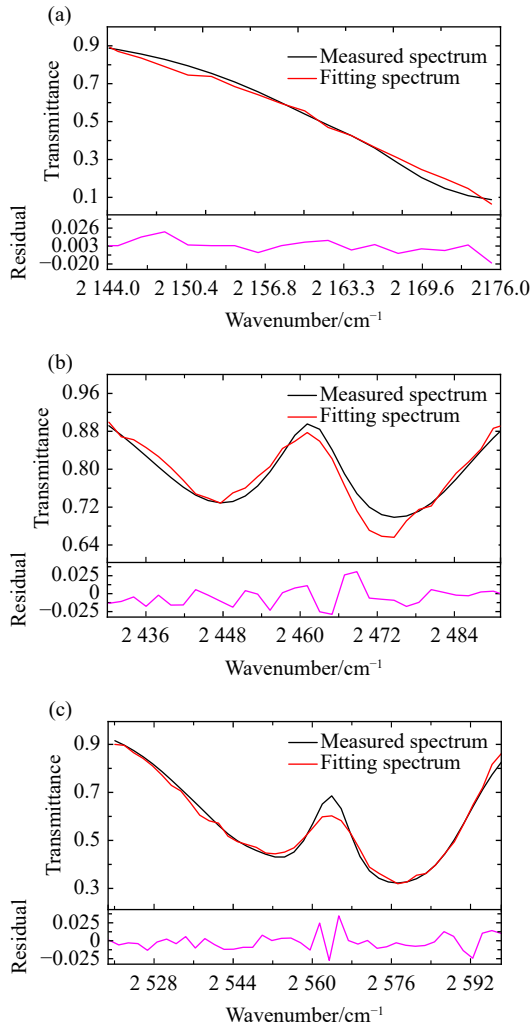 (a)
0.9
0.7
0.5
0.3
0.1
Transmittance
Measured spectrum
Fitting spectrum
0.026
0.003
−0.020
Residual
2 144.0 2 150.4 2 156.8 2 163.3 2 169.6 2176.0
Wavenumber/cm⁻¹
(b)
0.96
0.88
0.80
0.72
0.64
Transmittance
Measured spectrum
Fitting spectrum
0.025
0
−0.025
Residual
2 436 2 448 2 460 2 472 2 484
Wavenumber/cm⁻¹
(c)
0.9
0.7
0.5
0.3
Transmittance
Measured spectrum
Fitting spectrum
0.025
0
−0.025
Residual
2 528 2 544 2 560 2 576 2 592
Wavenumber/cm⁻¹